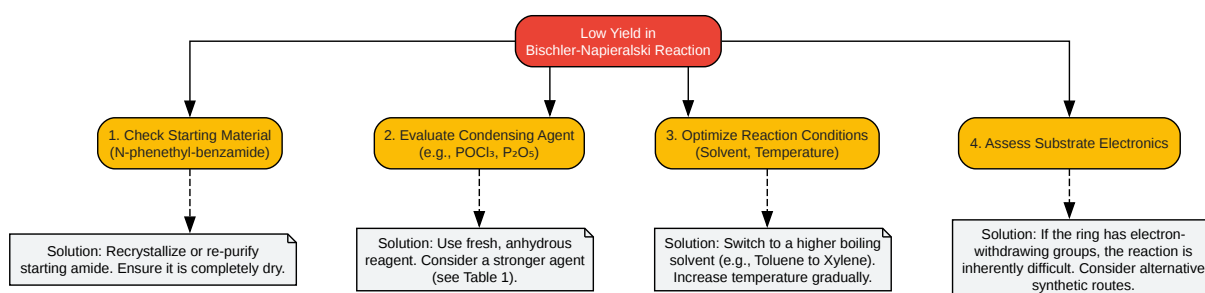 Low Yield in
Bischler-Napieralski Reaction
1. Check Starting Material
(N-phenethyl-benzamide)
2. Evaluate Condensing Agent
(e.g., POCl₃, P₂O₅)
3. Optimize Reaction Conditions
(Solvent, Temperature)
4. Assess Substrate Electronics
Solution: Recrystallize or re-purify
starting amide. Ensure it is completely dry.
Solution: Use fresh, anhydrous
reagent. Consider a stronger agent
(see Table 1).
Solution: Switch to a higher boiling
solvent (e.g., Toluene to Xylene).
Increase temperature gradually.
Solution: If the ring has electron-
withdrawing groups, the reaction is
inherently difficult. Consider alternative
synthetic routes.